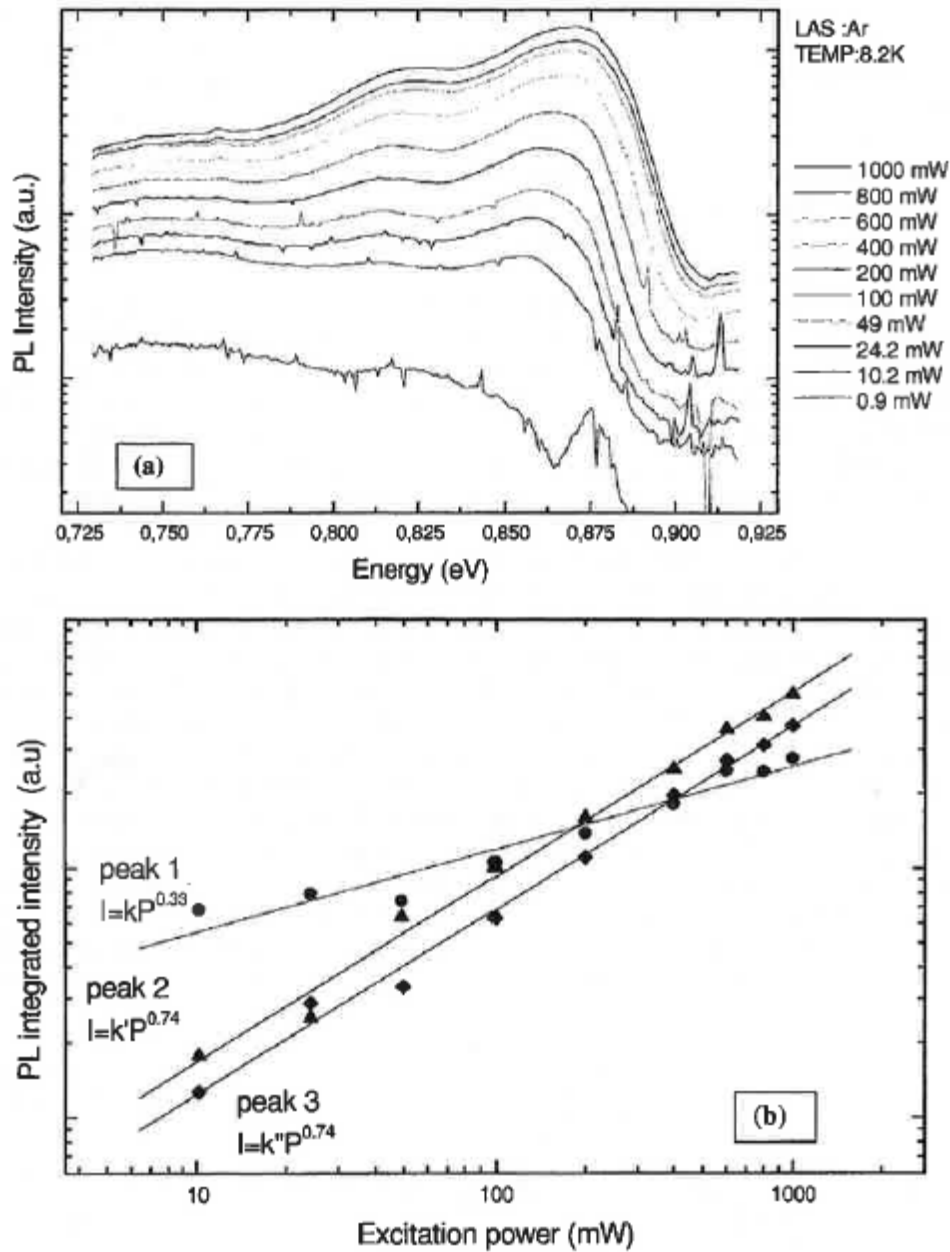 LAS :Ar
TEMP:8.2K
1000 mW
800 mW
600 mW
400 mW
200 mW
100 mW
49 mW
24.2 mW
10.2 mW
0.9 mW
PL Intensity (a.u.)
(a)
0,725 0,750 0,775 0,800 0,825 0,850 0,875 0,900 0,925
Energy (eV)
PL integrated intensity (a.u)
peak 1
I=kP^0.33
peak 2
I=k'P^0.74
peak 3
I=k"P^0.74
(b)
10 100 1000
Excitation power (mW)